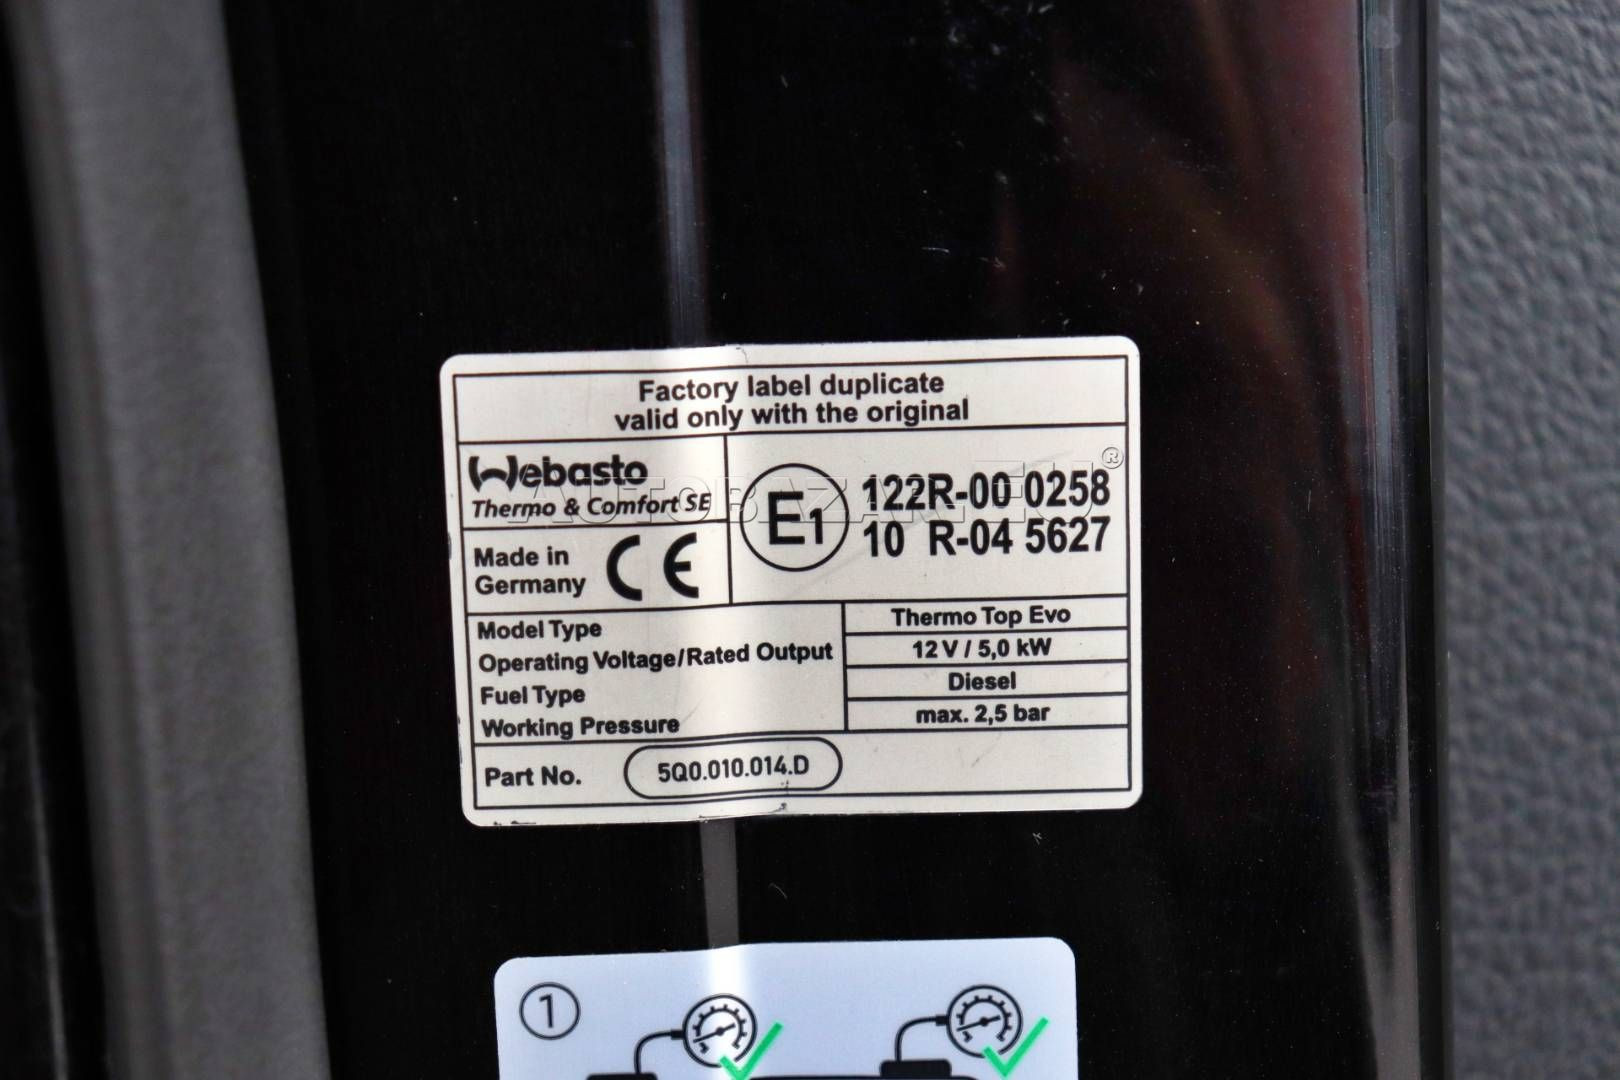 Factory label duplicate
valid only with the original
Webasto
Thermo & Comfort SE
Made in
Germany
CE
E1
122R-00 0258
10 R-04 5627
Model Type
Thermo Top Evo
Operating Voltage/Rated Output
12 V / 5,0 kW
Fuel Type
Diesel
Working Pressure
max. 2,5 bar
Part No.
5Q0.010.014.D
AUTOBAZAR.EU®
1